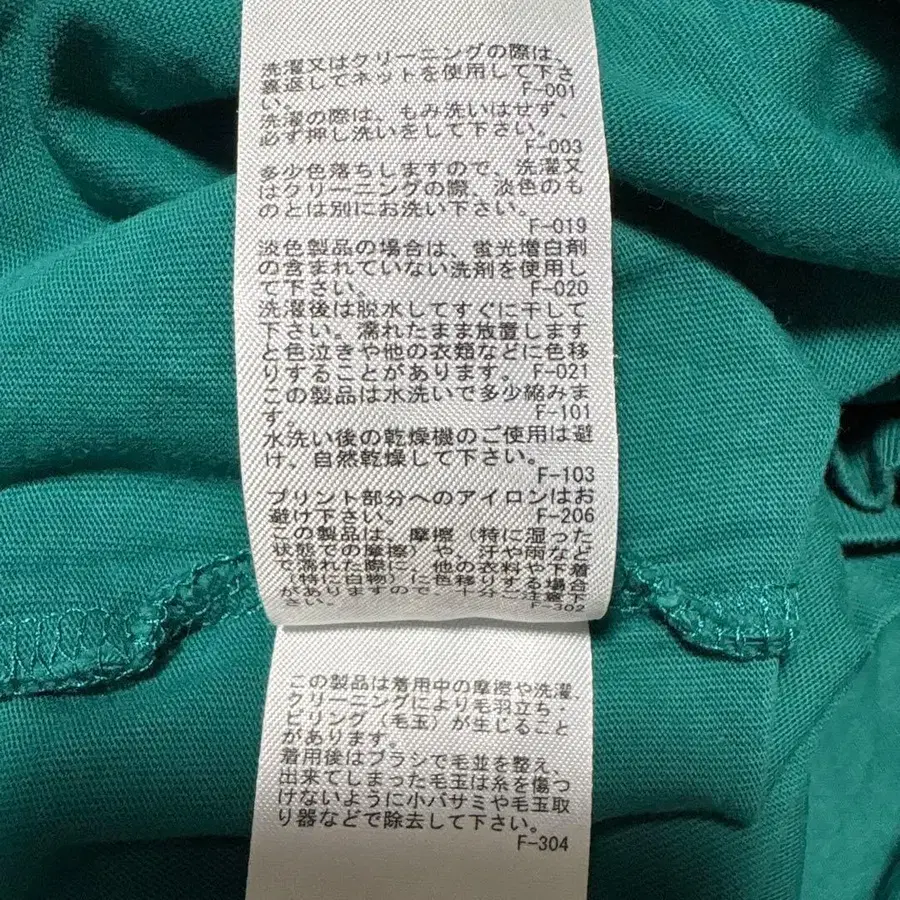 洗濯又はクリーニングの際は、
裏返してネットを使用して下さ
い。 F-001
洗濯の際は、もみ洗いはせず、
必ず押し洗いをして下さい。
F-003
多少色落ちしますので、洗濯又
はクリーニングの際、淡色のも
のとは別にお洗い下さい。
F-019
淡色製品の場合は、蛍光増白剤
の含まれていない洗剤を使用し
て下さい。 F-020
洗濯後は脱水してすぐに干して
下さい。濡れたまま放置します
と色泣きや他の衣類などに色移
りすることがあります。 F-021
この製品は水洗いで多少縮みま
す。 F-101
水洗い後の乾燥機のご使用は避
け、自然乾燥して下さい。
F-103
プリント部分へのアイロンはお
避け下さい。 F-206
この製品は、摩擦（特に湿った
状態での摩擦）や、汗や雨など
で濡れた際に、他の衣料や下着
（特に白物）に色移りする場合
がありますので、十分ご注意下
さい。 F-302
この製品は着用中の摩擦や洗濯、
クリーニングにより毛羽立ち・
ピリング（毛玉）が生じること
があります。
着用後はブラシで毛並を整え、
出来てしまった毛玉は糸を傷つ
けないように小バサミや毛玉取
り器などで除去して下さい。
F-304